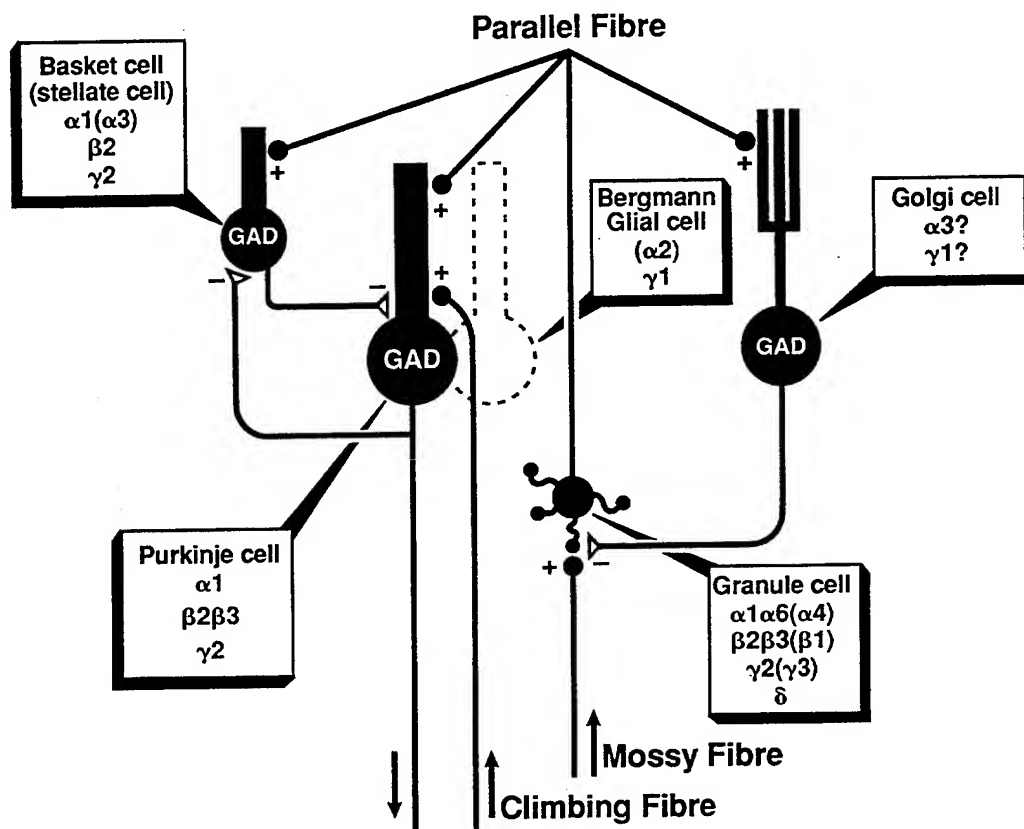 Parallel Fibre
Basket cell
(stellate cell)
α1(α3)
β2
γ2
+
GAD
−
−
+
+
GAD
Bergmann
Glial cell
(α2)
γ1
+
Golgi cell
α3?
γ1?
GAD
Purkinje cell
α1
β2β3
γ2
+
−
Granule cell
α1α6(α4)
β2β3(β1)
γ2(γ3)
δ
Mossy Fibre
Climbing Fibre